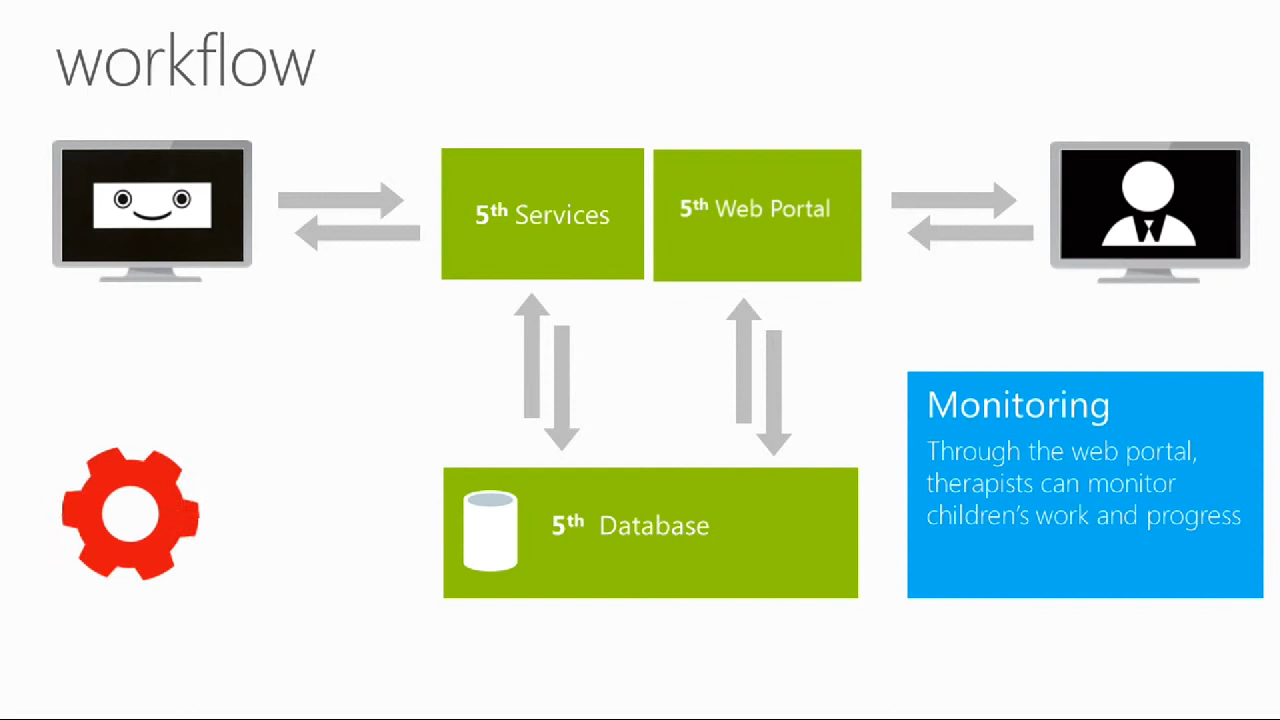 workflow
5th Services
5th Web Portal
5th Database
Monitoring
Through the web portal,
therapists can monitor
children's work and progress